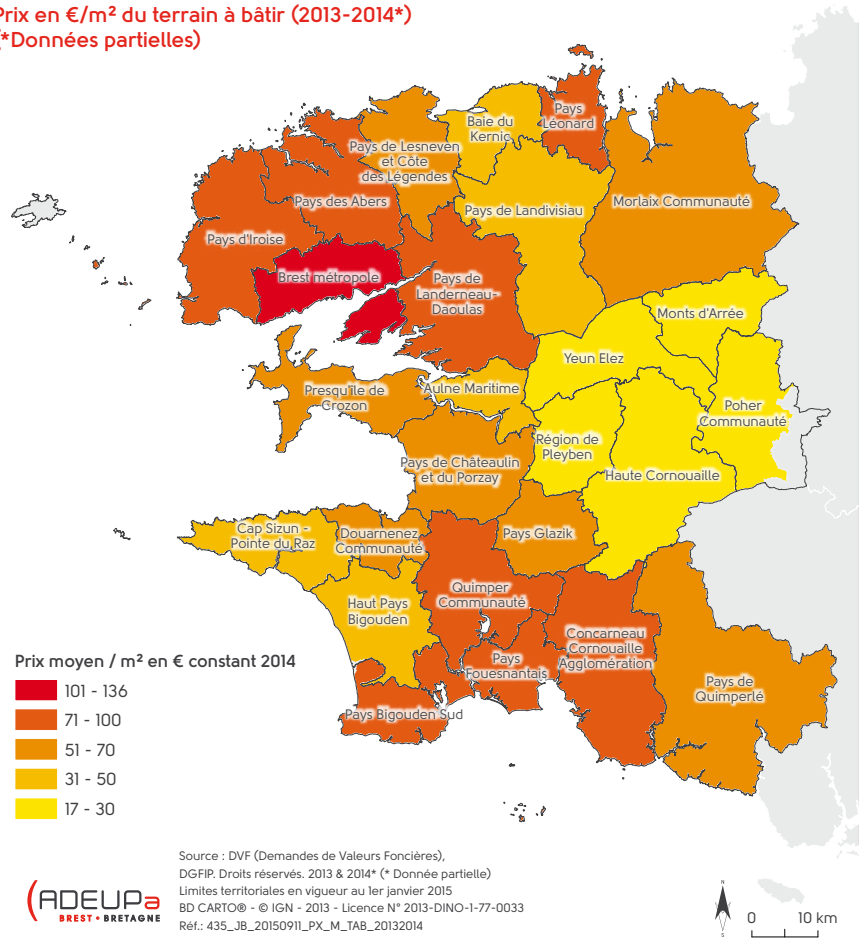 Prix en €/m² du terrain à bâtir (2013-2014*)
(*Données partielles)
Pays
Léonard
Baie du
Kernic
Pays de Lesneven
et Côte
des Légendes
Pays des Abers
Pays de Landivisiau
Morlaix Communauté
Pays d'Iroise
Brest métropole
Pays de
Landerneau-
Daoulas
Monts d'Arrée
Yeun Elez
Presqu'île de
Crozon
Aulne Maritime
Poher
Communauté
Région de
Pleyben
Pays de Châteaulin
et du Porzay
Haute Cornouaille
Cap Sizun -
Pointe du Raz
Douarnenez
Communauté
Pays Glazik
Haut Pays
Bigouden
Quimper
Communauté
Concarneau
Cornouaille
Agglomération
Pays
Fouesnantais
Pays de
Quimperlé
Pays Bigouden Sud
Prix moyen / m² en € constant 2014
101 - 136
71 - 100
51 - 70
31 - 50
17 - 30
Source : DVF (Demandes de Valeurs Foncières),
DGFIP. Droits réservés. 2013 & 2014* (* Donnée partielle)
Limites territoriales en vigueur au 1er janvier 2015
BD CARTO® - © IGN - 2013 - Licence N° 2013-DINO-1-77-0033
Réf.: 435_JB_20150911_PX_M_TAB_20132014
ADEUPa
BREST • BRETAGNE
N
S
0 10 km